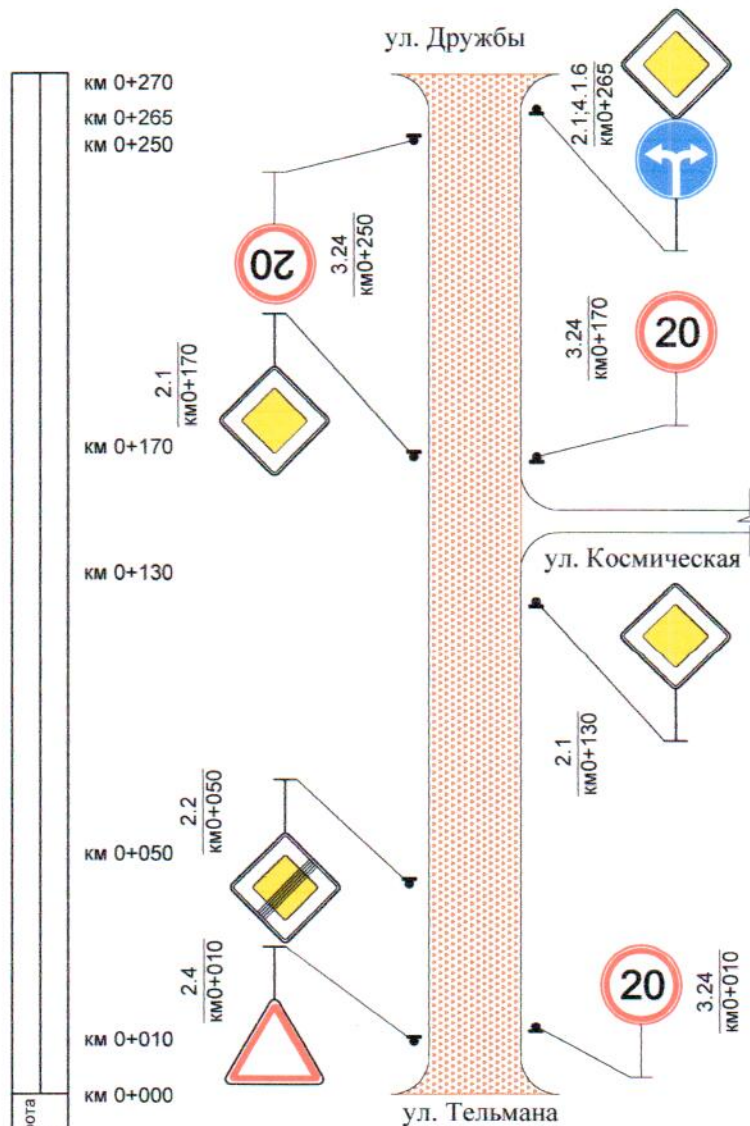 ул. Дружбы
км 0+270
км 0+265
км 0+250
2.1;4.1.6
км0+265
20
3.24
км0+250
20
3.24
км0+170
2.1
км0+170
км 0+170
ул. Космическая
км 0+130
2.1
км0+130
2.2
км0+050
км 0+050
2.4
км0+010
20
3.24
км0+010
км 0+010
км 0+000
ота
ул. Тельмана